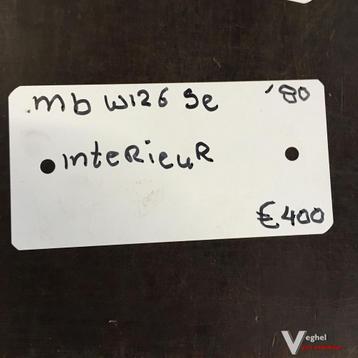 .mb W126 Se '80
interieur
€400
Veghel